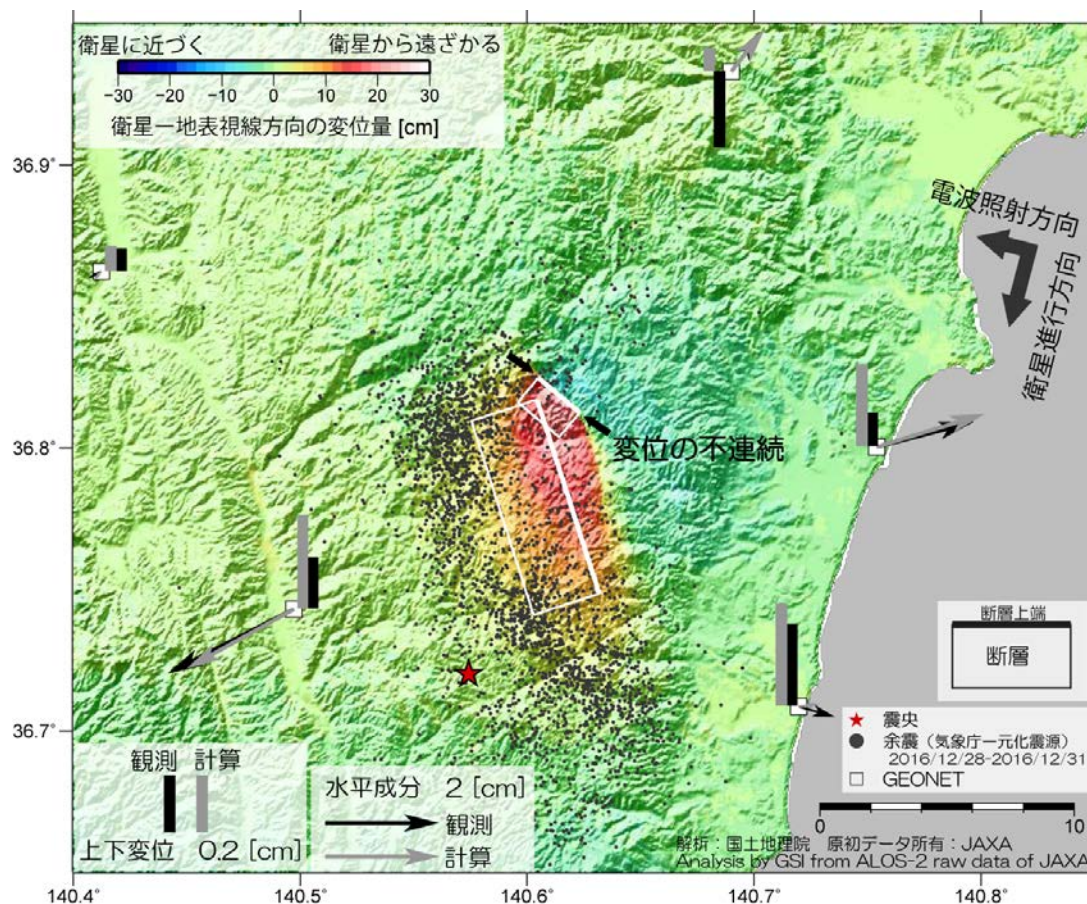 衛星に近づく 衛星から遠ざかる
−30 −20 −10 0 10 20 30
衛星ー地表視線方向の変位量 [cm]
36.9
電波照射方向
衛星進行方向
36.8
変位の不連続
断層上端
断層
36.7
震央
余震（気象庁一元化震源）
2016/12/28-2016/12/31
GEONET
観測 計算
上下変位 0.2 [cm]
水平成分 2 [cm]
観測
計算
0 10
解析：国土地理院 原初データ所有：JAXA
Analysis by GSI from ALOS-2 raw data of JAXA
140.4° 140.5 140.6 140.7 140.8